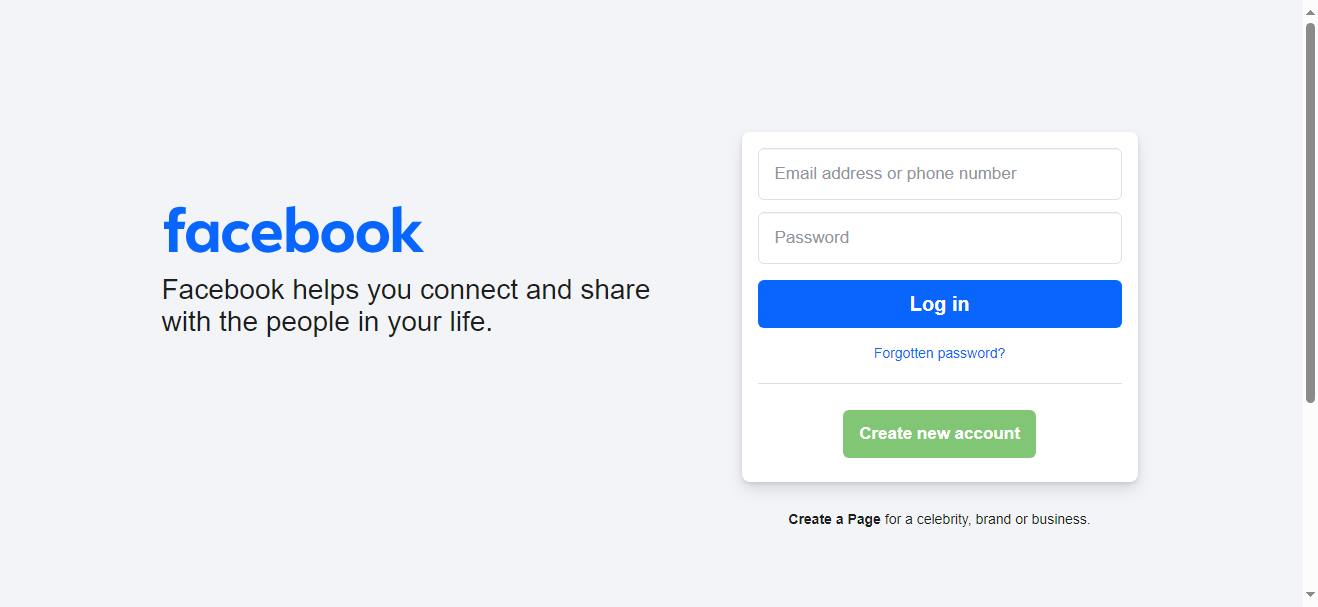 facebook
Facebook helps you connect and share
with the people in your life.
Email address or phone number
Password
Log in
Forgotten password?
Create new account
Create a Page for a celebrity, brand or business.